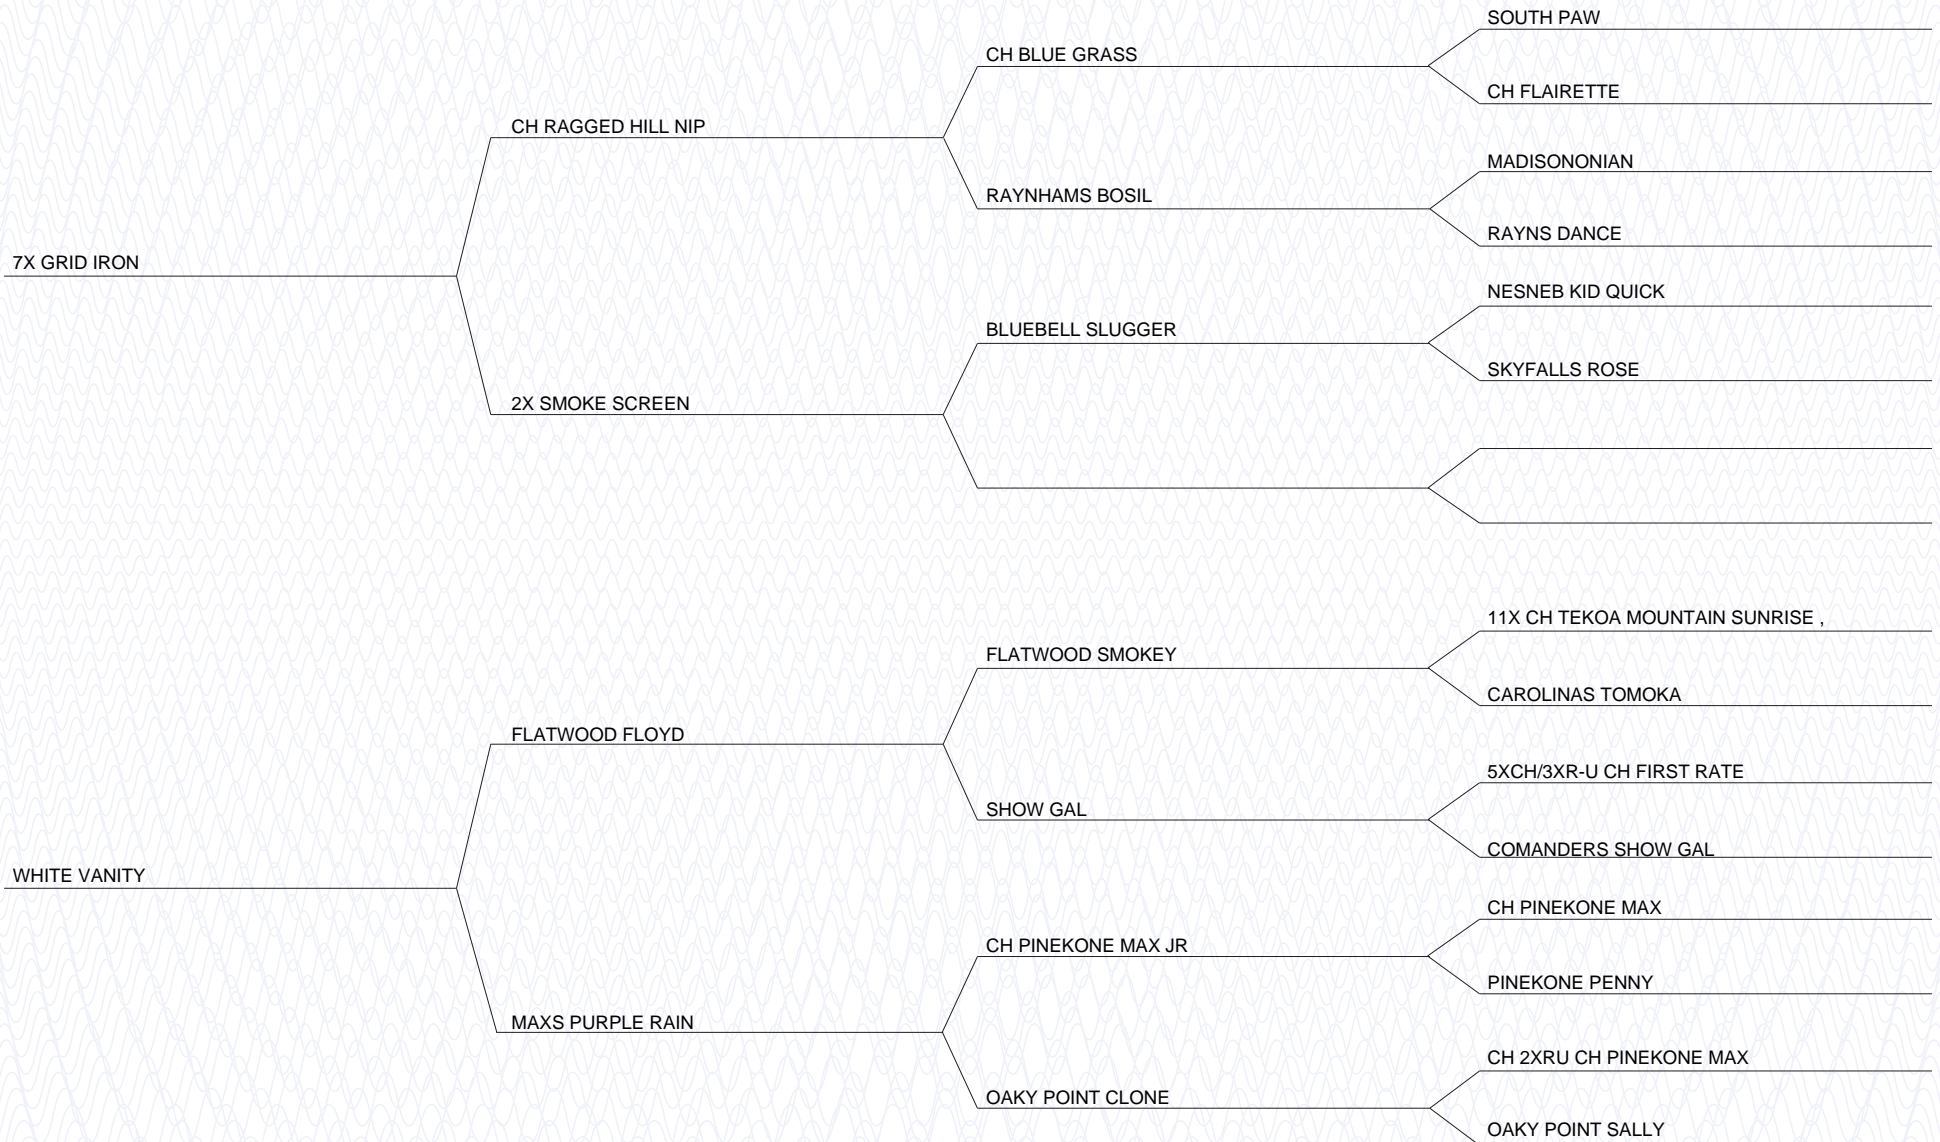 SOUTH PAW
CH BLUE GRASS
CH FLAIRETTE
CH RAGGED HILL NIP
MADISONONIAN
RAYNHAMS BOSIL
RAYNS DANCE
7X GRID IRON
NESNEB KID QUICK
BLUEBELL SLUGGER
SKYFALLS ROSE
2X SMOKE SCREEN
11X CH TEKOA MOUNTAIN SUNRISE ,
FLATWOOD SMOKEY
CAROLINAS TOMOKA
FLATWOOD FLOYD
5XCH/3XR-U CH FIRST RATE
SHOW GAL
COMANDERS SHOW GAL
WHITE VANITY
CH PINEKONE MAX
CH PINEKONE MAX JR
PINEKONE PENNY
MAXS PURPLE RAIN
CH 2XRU CH PINEKONE MAX
OAKY POINT CLONE
OAKY POINT SALLY